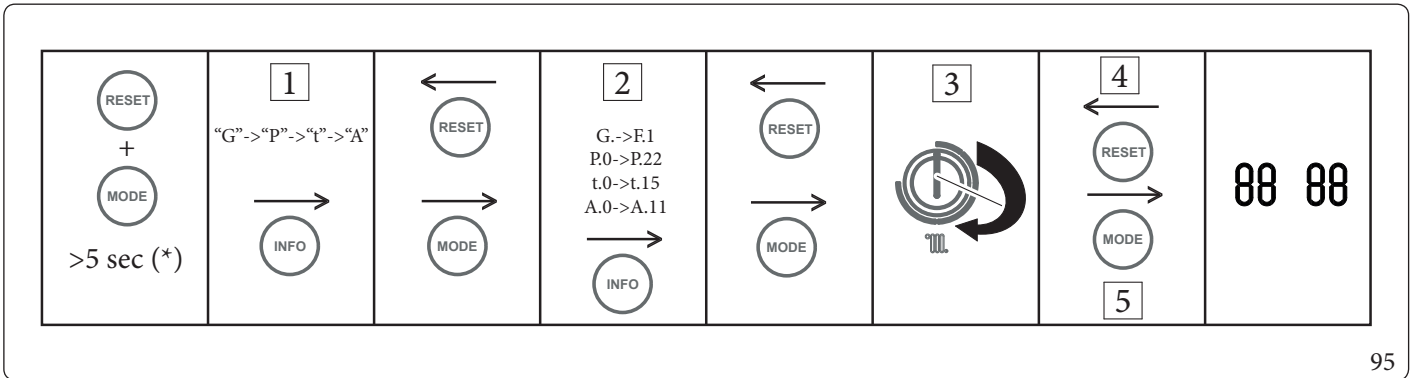 RESET
+
MODE
>5 sec (*)
1
“G”->“P”->“t”->“A”
INFO
RESET
MODE
2
G.->F.1
P.0->P.22
t.0->t.15
A.0->A.11
INFO
RESET
MODE
3
4
RESET
MODE
5
88 88
95